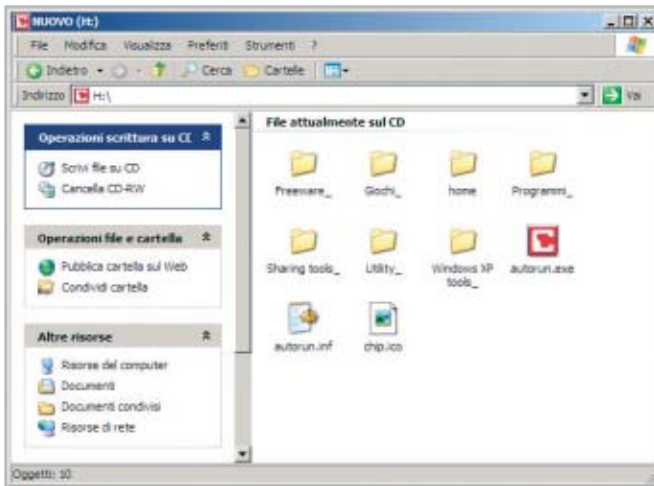 NUOVO (H:)
File Modifica Visualizza Preferiti Strumenti ?
Indietro Cerca Cartelle
Indirizzo H:\ Vai
Operazioni scrittura su CD
Scrivi file su CD
Cancella CD-RW
Operazioni file e cartella
Pubblica cartella sul Web
Condividi cartella
Altre risorse
Risorse del computer
Documenti
Documenti condivisi
Risorse di rete
File attualmente sul CD
Freeware_ Giochi_ home Programmi_
Sharing tools_ Utility_ Windows XP tools_ autorun.exe
autorun.inf chip.ico
Oggetti: 10